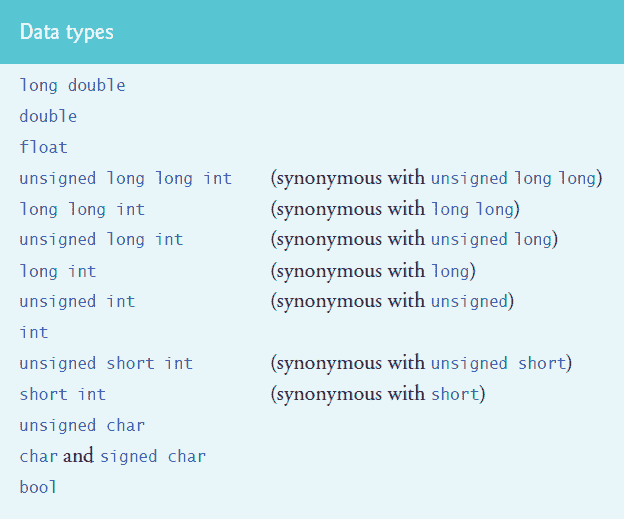 Data types
long double
double
float
unsigned long long int (synonymous with unsigned long long)
long long int (synonymous with long long)
unsigned long int (synonymous with unsigned long)
long int (synonymous with long)
unsigned int (synonymous with unsigned)
int
unsigned short int (synonymous with unsigned short)
short int (synonymous with short)
unsigned char
char and signed char
bool